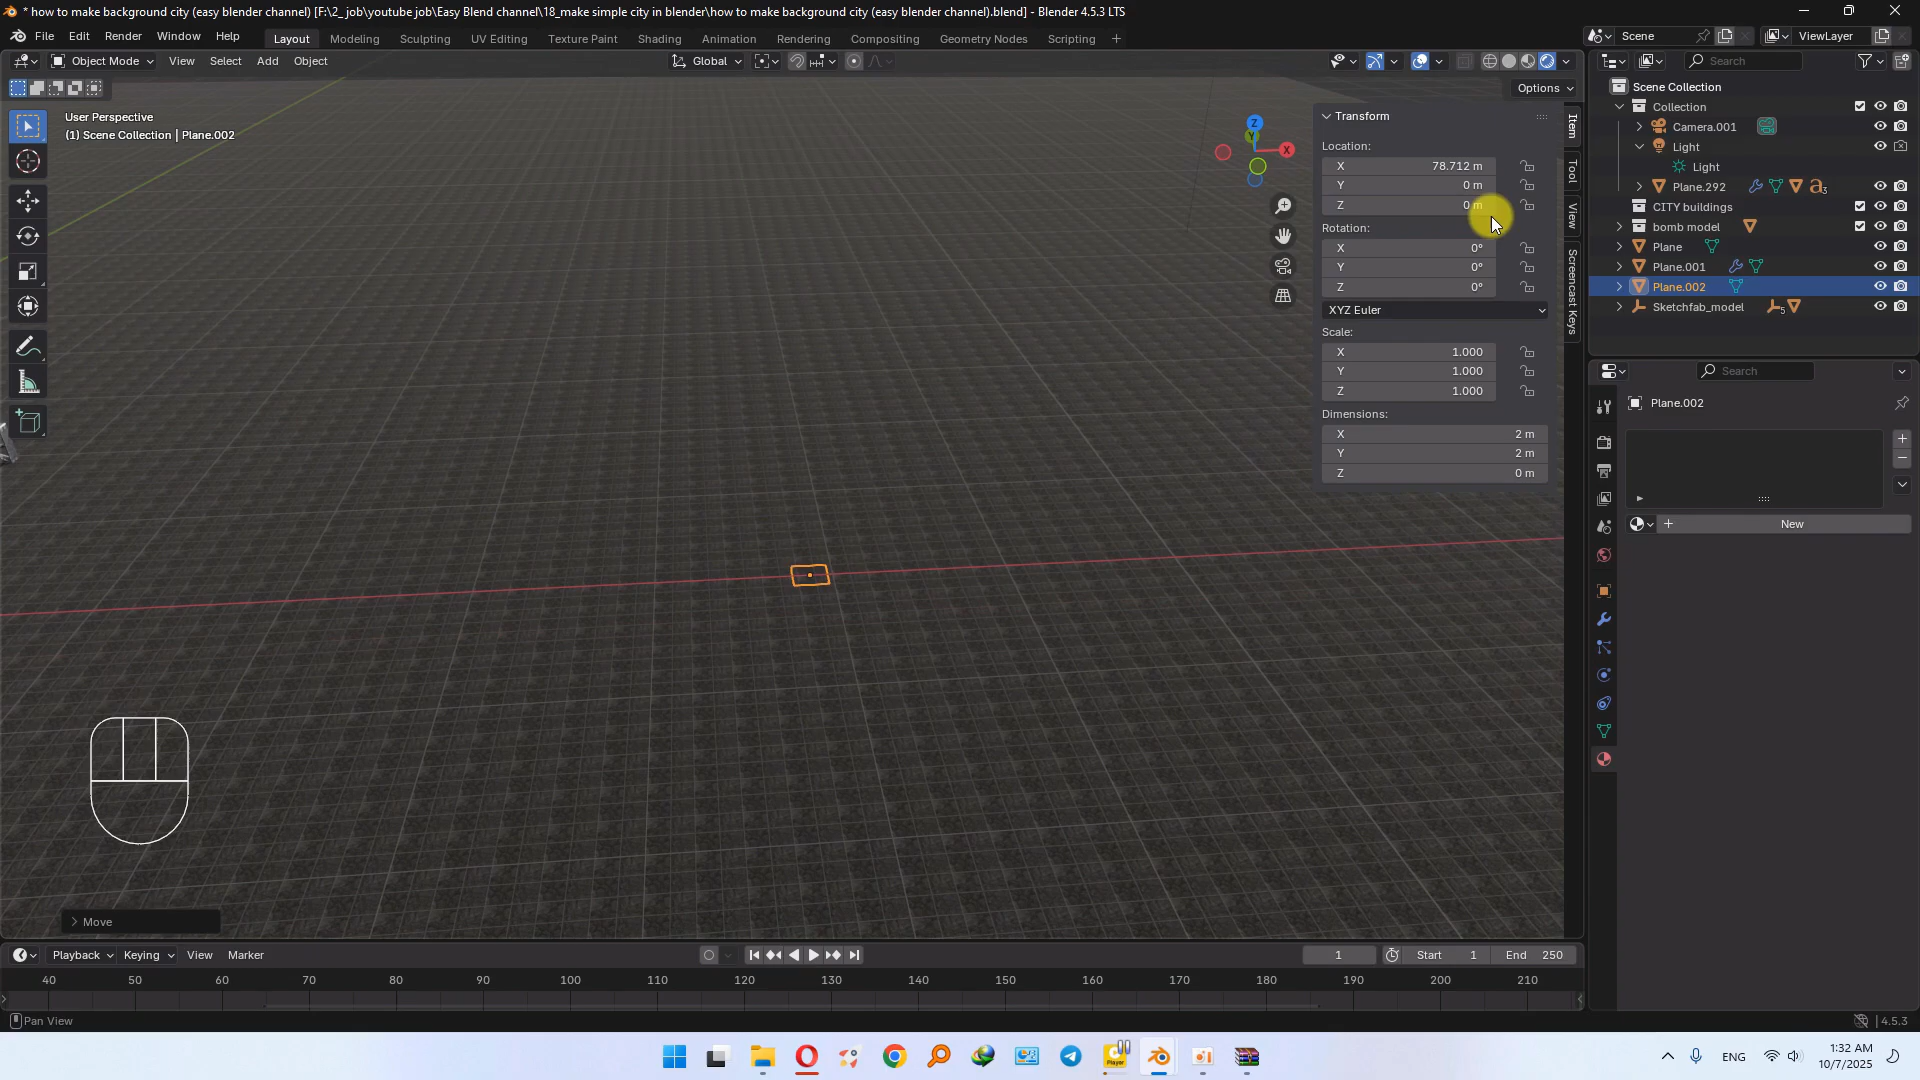 * how to make background city (easy blender channel) [F:\2_ job\youtube job\Easy Blend channel\18_make simple city in blender\how to make background city (easy blender channel).blend] - Blender 4.5.3 LTS
File Edit Render Window Help
Layout Modeling Sculpting UV Editing Texture Paint Shading Animation Rendering Compositing Geometry Nodes Scripting +
Scene
ViewLayer
Object Mode View Select Add Object
Global
Options
User Perspective
(1) Scene Collection | Plane.002
Z
Y
X
Transform
Location:
X 78.712 m
Y 0 m
Z 0 m
Rotation:
X 0°
Y 0°
Z 0°
XYZ Euler
Scale:
X 1.000
Y 1.000
Z 1.000
Dimensions:
X 2 m
Y 2 m
Z 0 m
Item
Tool
View
Screencast Keys
Search
Scene Collection
Collection
Camera.001
Light
Light
Plane.292
3
CITY buildings
bomb model
Plane
Plane.001
Plane.002
Sketchfab_model
5
Search
Plane.002
+ New
Move
Playback Keying View Marker
1
Start 1
End 250
40 50 60 70 80 90 100 110 120 130 140 150 160 170 180 190 200 210
Pan View
4.5.3
Player
ENG
1:32 AM
10/7/2025